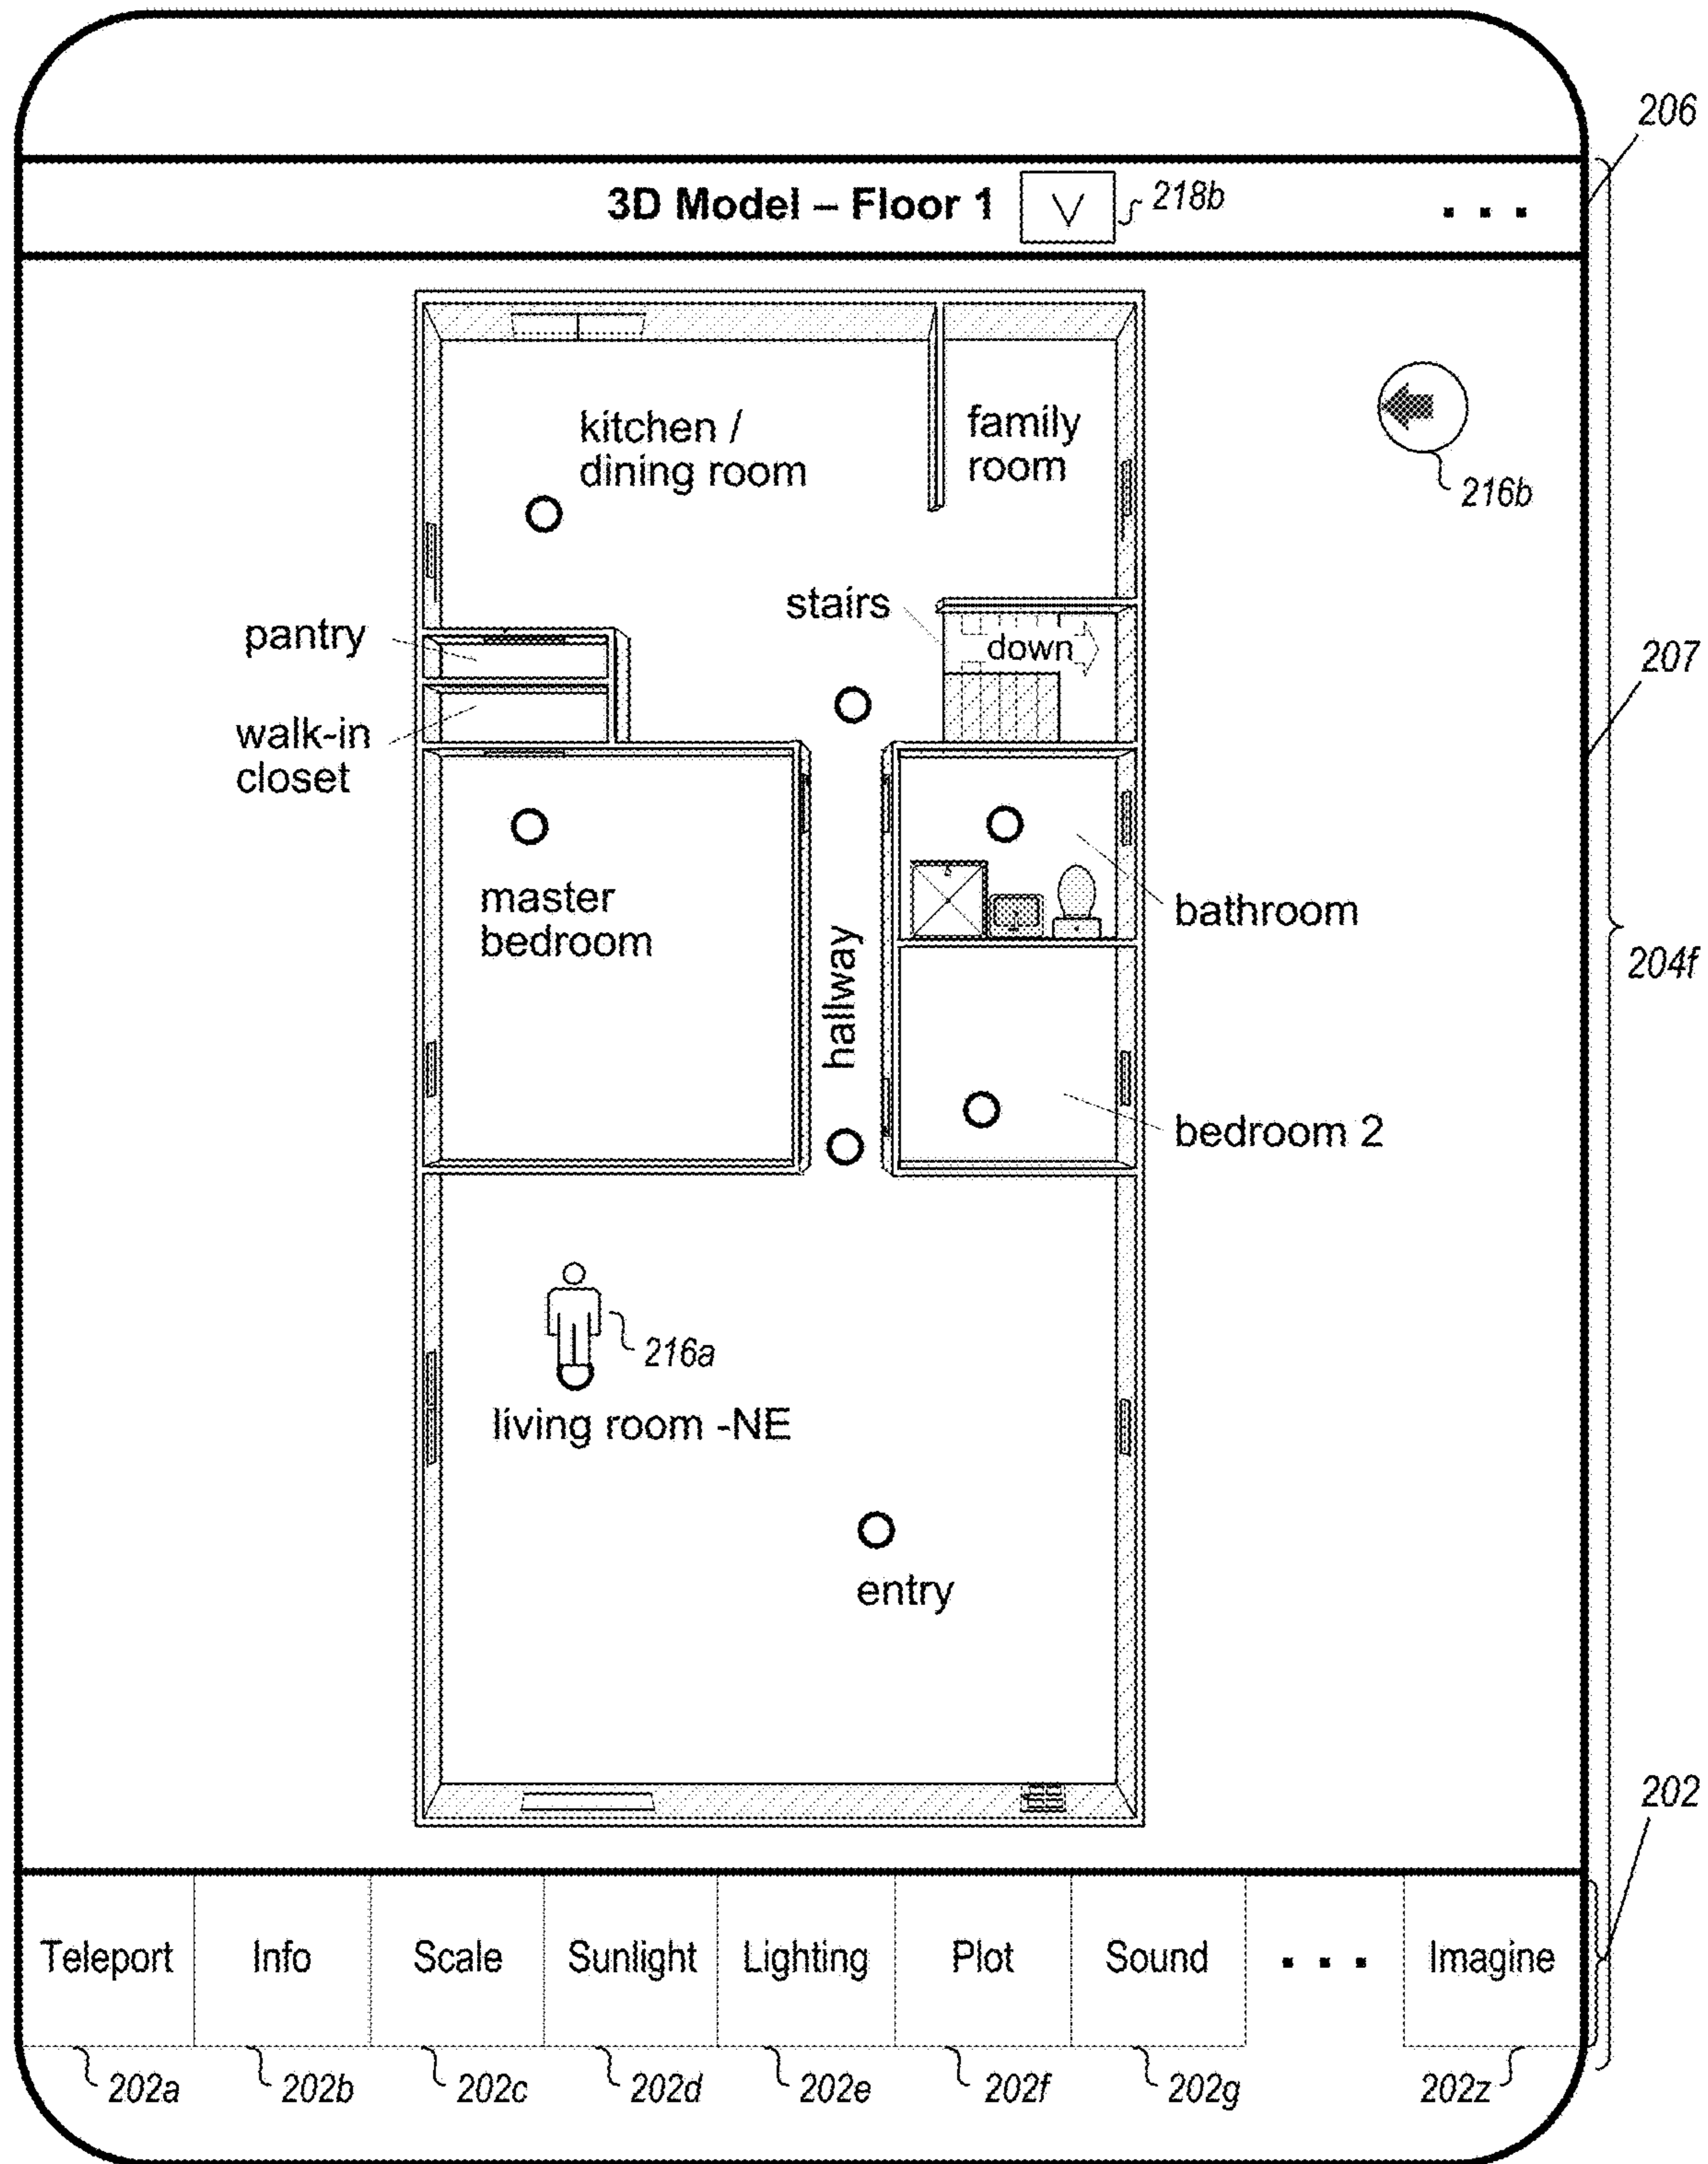 206
3D Model – Floor 1
V
218b
. . .
kitchen /
dining room
family
room
216b
stairs
down
pantry
207
walk-in
closet
master
bedroom
bathroom
hallway
204f
bedroom 2
216a
living room -NE
entry
202
Teleport
Info
Scale
Sunlight
Lighting
Plot
Sound
. . .
Imagine
202a
202b
202c
202d
202e
202f
202g
202z